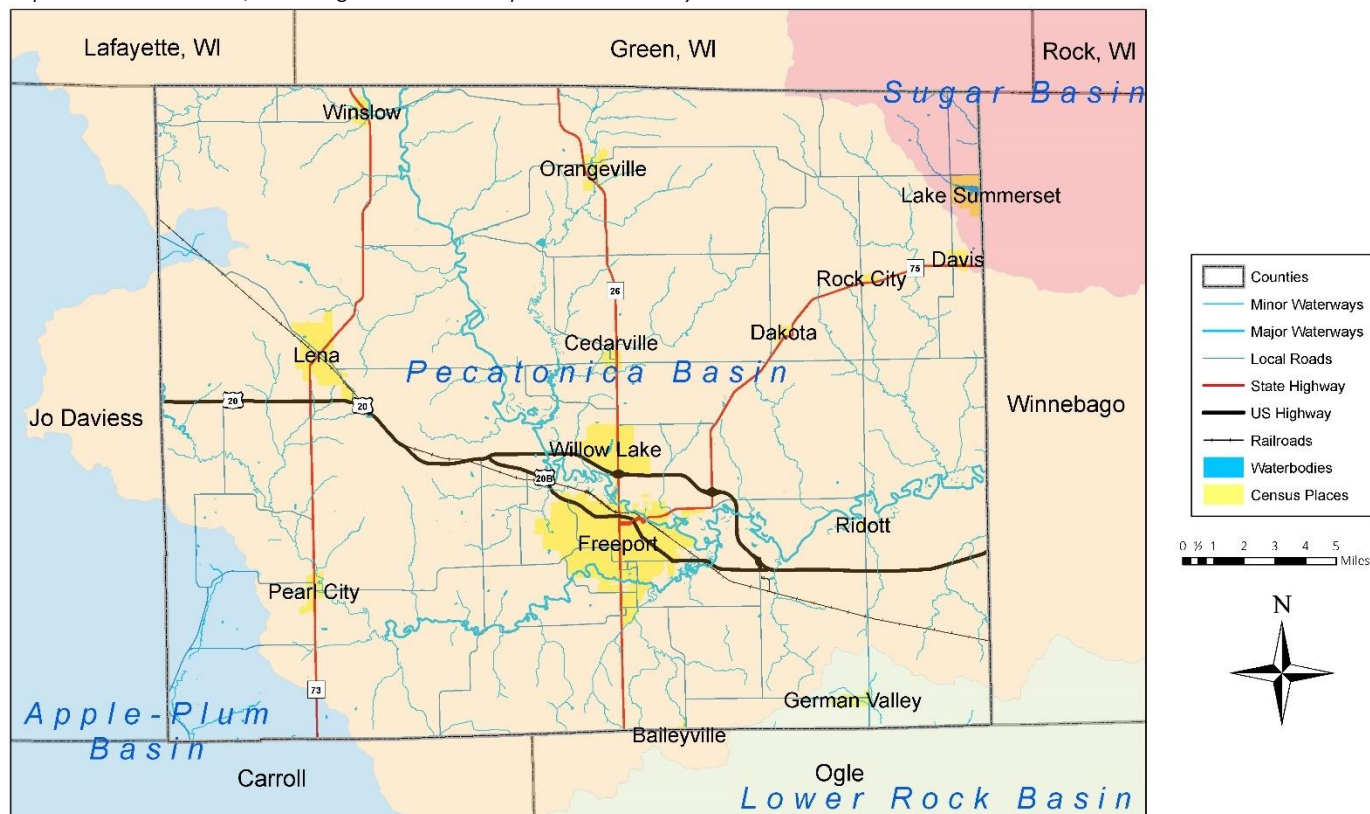 Lafayette, WI
Green, WI
Rock, WI
Sugar Basin
Winslow
Orangeville
Lake Summerset
Davis
75
Rock City
26
Dakota
Cedarville
Lena
Pecatonica Basin
20
20
Jo Daviess
Winnebago
Willow Lake
20B
Ridott
Freeport
Pearl City
73
German Valley
Apple-Plum
Basin
Balleyville
Carroll
Ogle
Lower Rock Basin
Counties
Minor Waterways
Major Waterways
Local Roads
State Highway
US Highway
Railroads
Waterbodies
Census Places
0 ½ 1 2 3 4 5
Miles
N